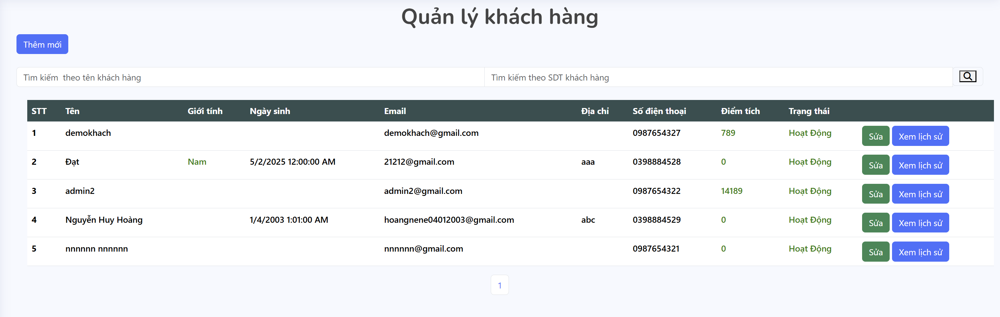 Quản lý khách hàng
Thêm mới
Tìm kiếm  theo tên khách hàng Tìm kiếm theo SDT khách hàng
STT Tên Giới tính Ngày sinh Email Địa chỉ Số điện thoại Điểm tích Trạng thái
1 demokhach demokhach@gmail.com 0987654327 789 Hoạt Động Sửa Xem lịch sử
2 Đạt Nam 5/2/2025 12:00:00 AM 21212@gmail.com aaa 0398884528 0 Hoạt Động Sửa Xem lịch sử
3 admin2 admin2@gmail.com 0987654322 14189 Hoạt Động Sửa Xem lịch sử
4 Nguyễn Huy Hoàng 1/4/2003 1:01:00 AM hoangnene04012003@gmail.com abc 0398884529 0 Hoạt Động Sửa Xem lịch sử
5 nnnnnn nnnnnn nnnnnn@gmail.com 0987654321 0 Hoạt Động Sửa Xem lịch sử
1